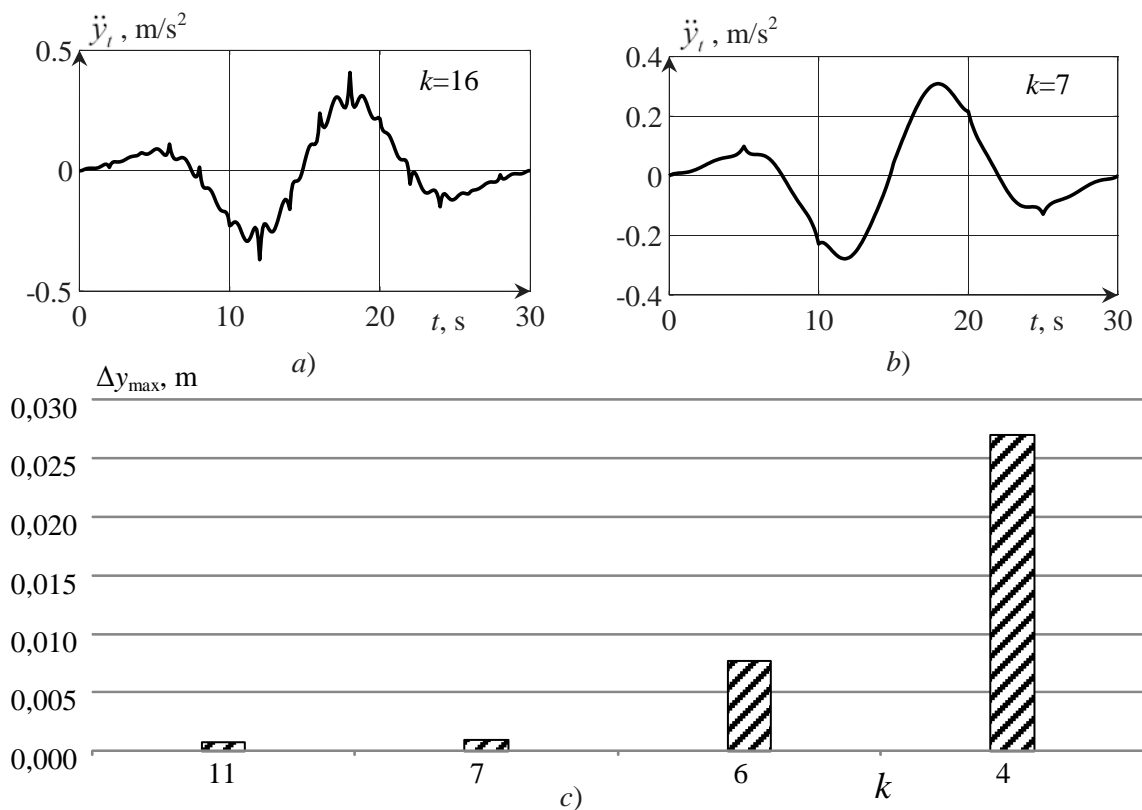 ÿₜ , m/s²
0.5
k=16
0
-0.5
0 10 20 t, s 30
a)
ÿₜ , m/s²
0.4
k=7
0.2
0
-0.2
-0.4
0 10 20 t, s 30
b)
Δy_max, m
0,030
0,025
0,020
0,015
0,010
0,005
0,000
11 7 6 k 4
c)